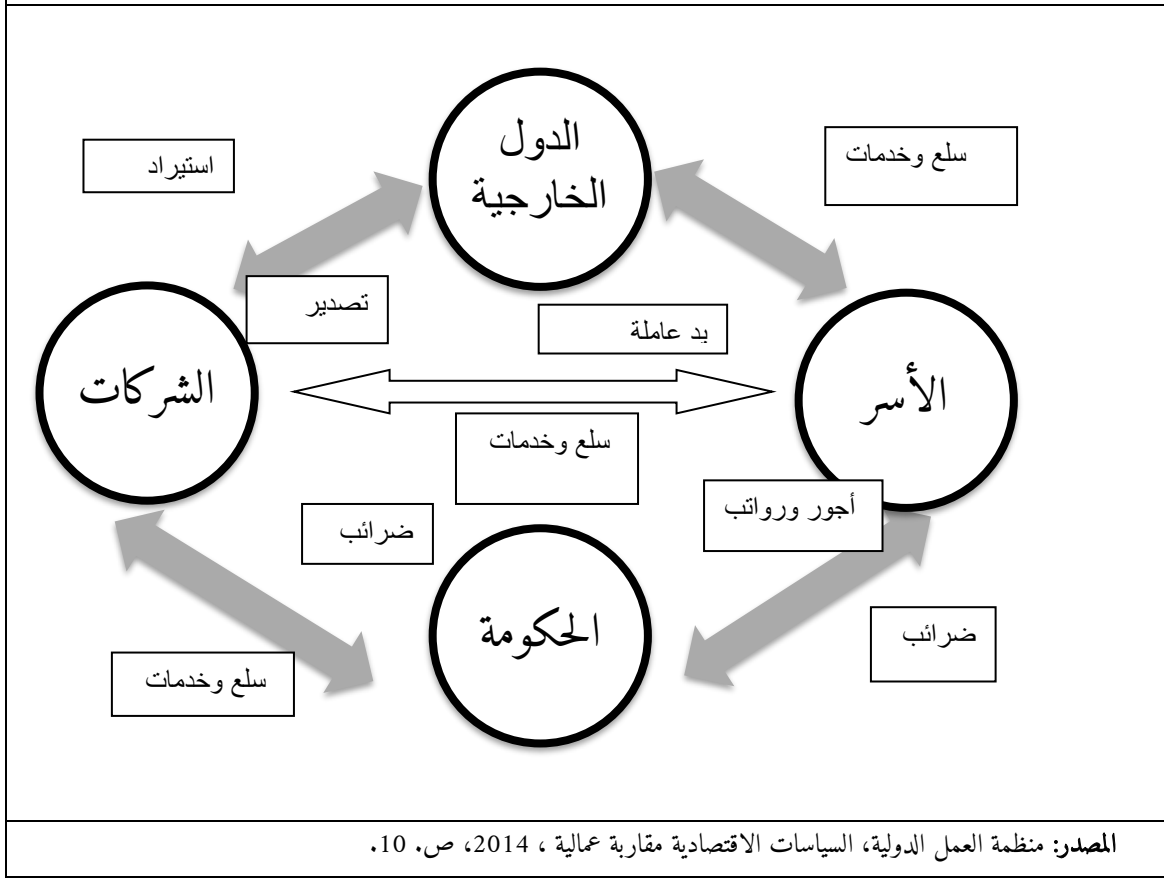 الدول
الخارجية
سلع وخدمات
استيراد
تصدير
يد عاملة
الأسر
الشركات
سلع وخدمات
أجور ورواتب
ضرائب
الحكومة
ضرائب
سلع وخدمات
المصدر: منظمة العمل الدولية، السياسات الاقتصادية مقاربة عمالية ، 2014، ص. 10.